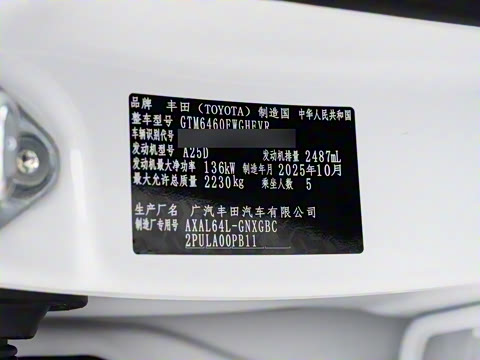 品牌 丰田(TOYOTA) 制造国 中华人民共和国
整车型号 GTM6460FWGHEVR
车辆识别代号
发动机型号 A25D 发动机排量 2487mL
发动机最大净功率 136kW 制造年月 2025年10月
最大允许总质量 2230kg 乘坐人数 5
生产厂名 广汽丰田汽车有限公司
制造厂专用号 AXAL64L-GNXGBC
2PULA00PB11